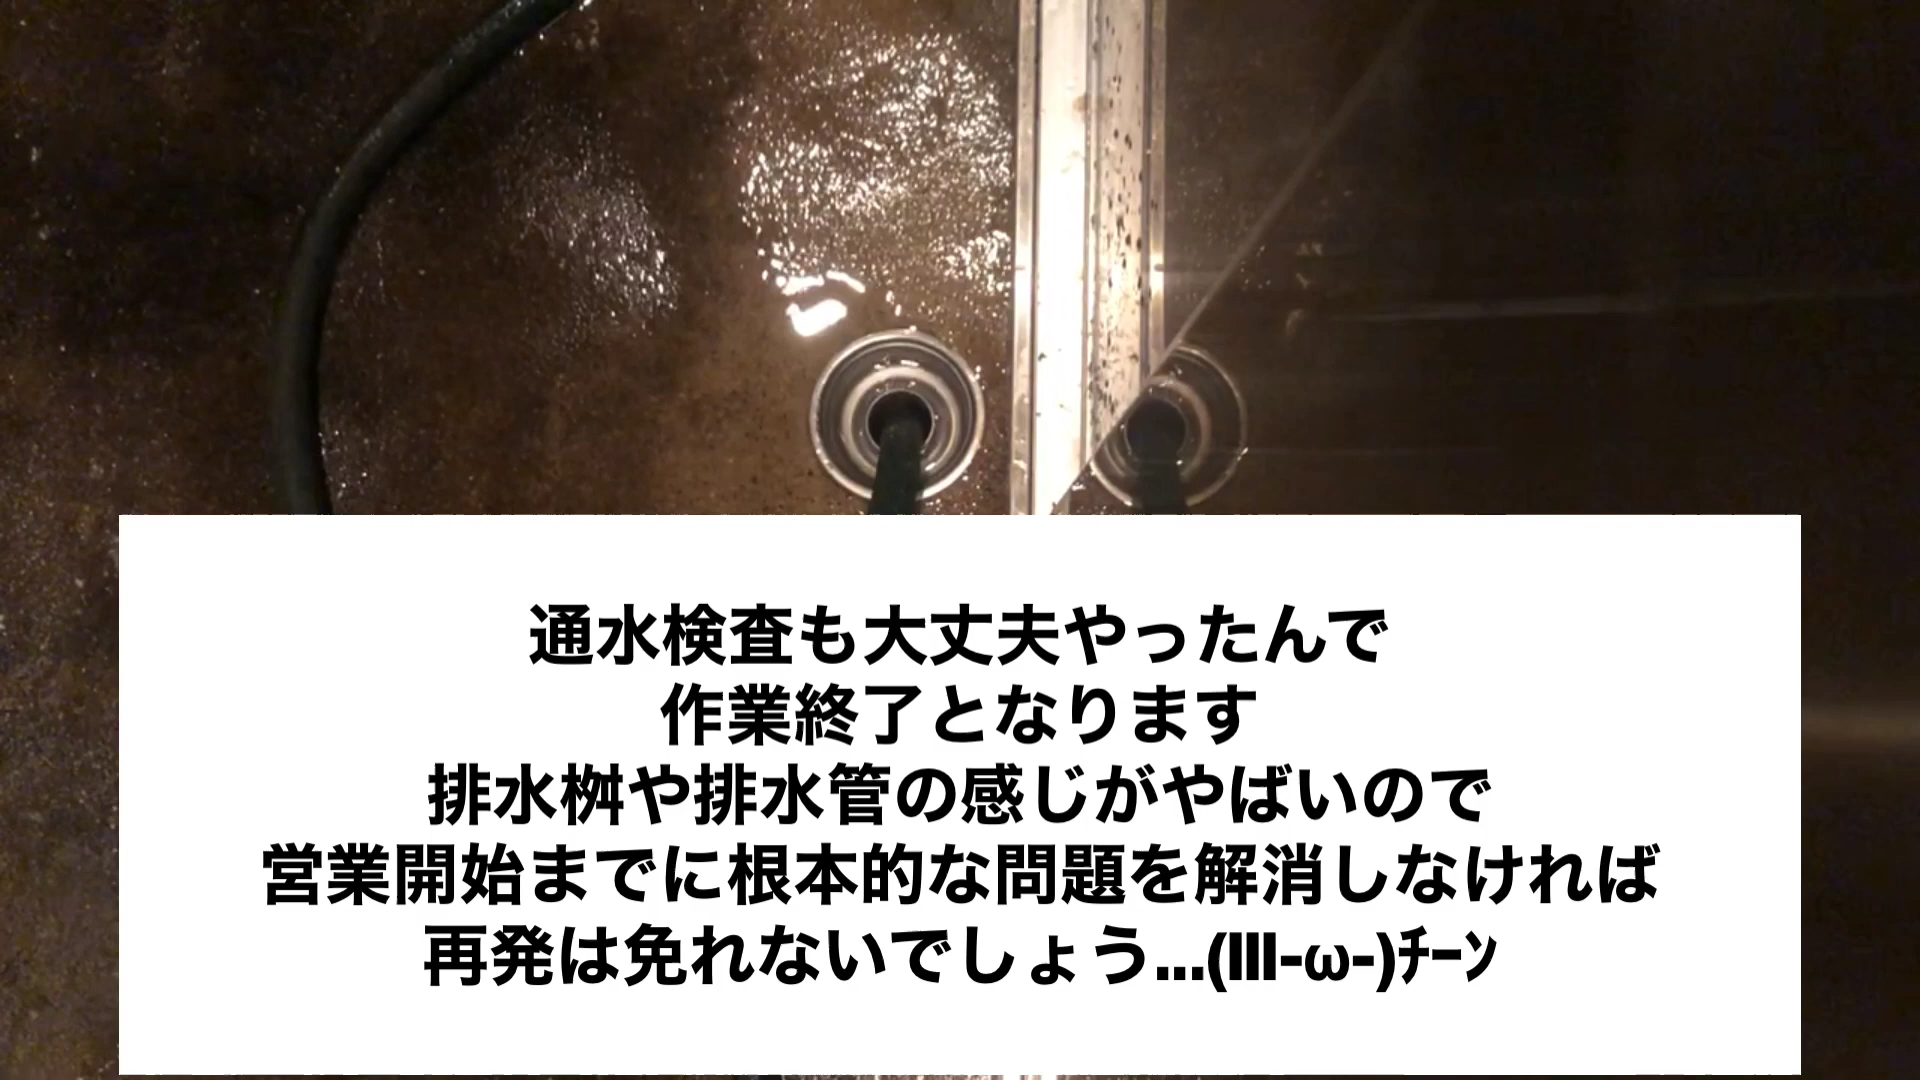 通水検査も大丈夫やったんで
作業終了となります
排水桝や排水管の感じがやばいので
営業開始までに根本的な問題を解消しなければ
再発は免れないでしょう...(III-ω-)ﾁｰｿ